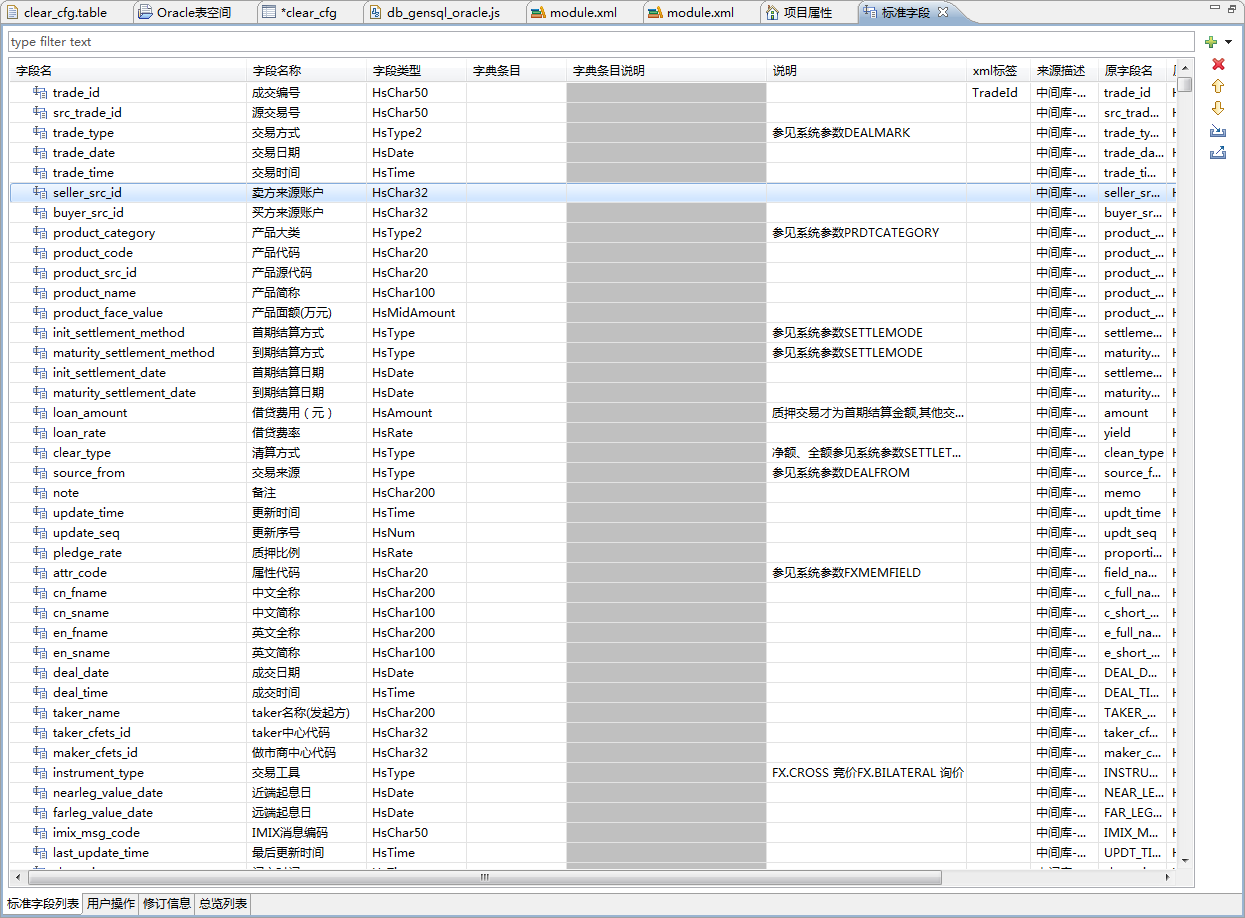 clear_cfg.table Oracle表空间 *clear_cfg db_gensql_oracle.js module.xml module.xml 项目属性 标准字段
type filter text
字段名 字段名称 字段类型 字典条目 字典条目说明 说明 xml标签 来源描述 原字段名
trade_id 成交编号 HsChar50 TradeId 中间库-... trade_id
src_trade_id 源交易号 HsChar50 中间库-... src_trad...
trade_type 交易方式 HsType2 参见系统参数DEALMARK 中间库-... trade_ty...
trade_date 交易日期 HsDate 中间库-... trade_da...
trade_time 交易时间 HsTime 中间库-... trade_ti...
seller_src_id 卖方来源账户 HsChar32 中间库-... seller_sr...
buyer_src_id 买方来源账户 HsChar32 中间库-... buyer_sr...
product_category 产品大类 HsType2 参见系统参数PRDTCATEGORY 中间库-... product_...
product_code 产品代码 HsChar20 中间库-... product_...
product_src_id 产品源代码 HsChar20 中间库-... product_...
product_name 产品简称 HsChar100 中间库-... product_...
product_face_value 产品面额(万元) HsMidAmount 中间库-... product_...
init_settlement_method 首期结算方式 HsType 参见系统参数SETTLEMODE 中间库-... settleme...
maturity_settlement_method 到期结算方式 HsType 参见系统参数SETTLEMODE 中间库-... maturity...
init_settlement_date 首期结算日期 HsDate 中间库-... settleme...
maturity_settlement_date 到期结算日期 HsDate 中间库-... maturity...
loan_amount 借贷费用（元） HsAmount 质押交易才为首期结算金额,其他交... 中间库-... amount
loan_rate 借贷费率 HsRate 中间库-... yield
clear_type 清算方式 HsType 净额、全额参见系统参数SETTLET... 中间库-... clean_type
source_from 交易来源 HsType 参见系统参数DEALFROM 中间库-... source_f...
note 备注 HsChar200 中间库-... memo
update_time 更新时间 HsTime 中间库-... updt_time
update_seq 更新序号 HsNum 中间库-... updt_seq
pledge_rate 质押比例 HsRate 中间库-... proporti...
attr_code 属性代码 HsChar20 参见系统参数FXMEMFIELD 中间库-... field_na...
cn_fname 中文全称 HsChar200 中间库-... c_full_na...
cn_sname 中文简称 HsChar100 中间库-... c_short_...
en_fname 英文全称 HsChar200 中间库-... e_full_na...
en_sname 英文简称 HsChar100 中间库-... e_short_...
deal_date 成交日期 HsDate 中间库-... DEAL_D...
deal_time 成交时间 HsTime 中间库-... DEAL_TI...
taker_name taker名称(发起方) HsChar200 中间库-... TAKER_...
taker_cfets_id taker中心代码 HsChar32 中间库-... taker_cf...
maker_cfets_id 做市商中心代码 HsChar32 中间库-... maker_c...
instrument_type 交易工具 HsType FX.CROSS 竞价FX.BILATERAL 询价 中间库-... INSTRU...
nearleg_value_date 近端起息日 HsDate 中间库-... NEAR_LE...
farleg_value_date 远端起息日 HsDate 中间库-... FAR_LEG...
imix_msg_code IMIX消息编码 HsChar50 中间库-... IMIX_M...
last_update_time 最后更新时间 HsTime 中间库-... UPDT_TI...
标准字段列表 用户操作 修订信息 总览列表